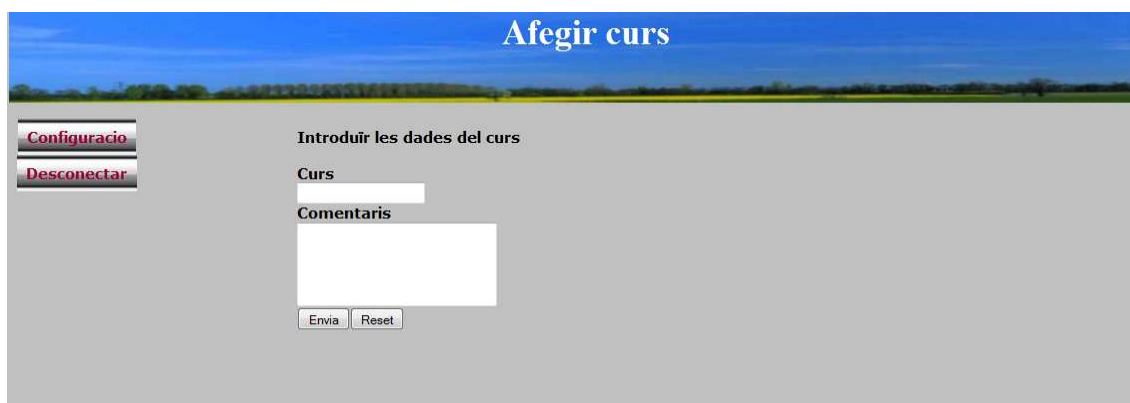 Afegir curs
Configuracio
Desconectar
Introduïr les dades del curs
Curs
Comentaris
Envia Reset